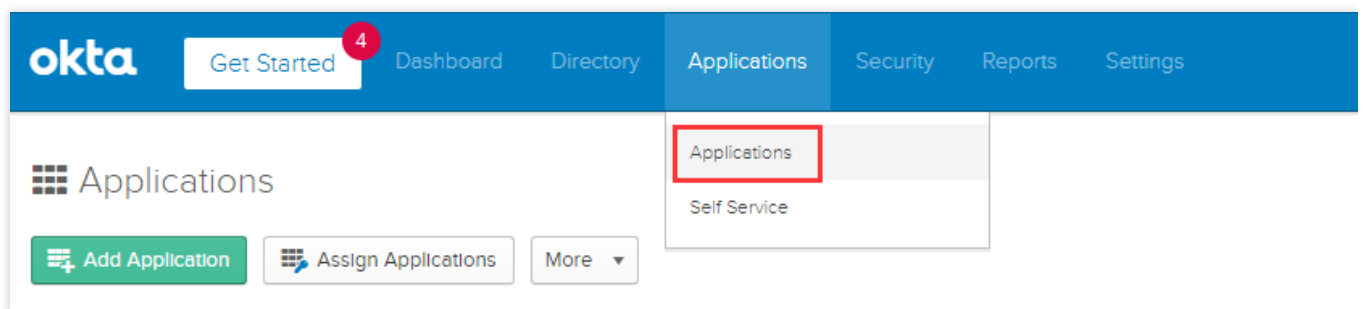 okta Get Started 4 Dashboard Directory Applications Security Reports Settings
Applications
Applications
Self Service
Add Application Assign Applications More